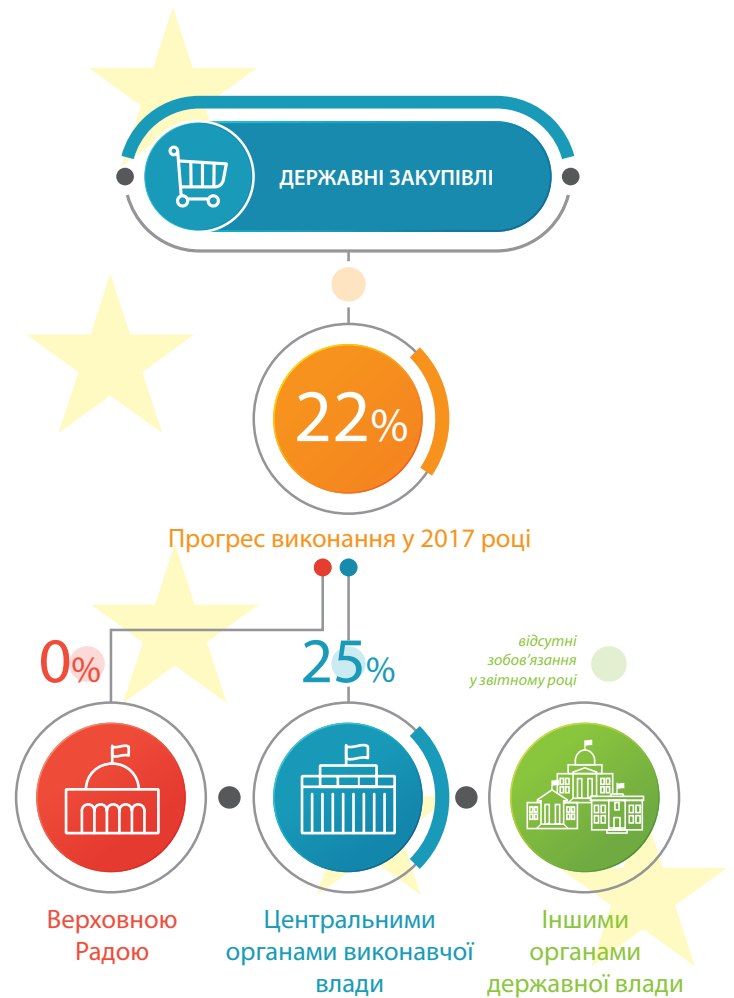 ДЕРЖАВНІ ЗАКУПІВЛІ
22%
Прогрес виконання у 2017 році
0%
25%
відсутні
зобов’язання
у звітному році
Верховною
Радою
Центральними
органами виконавчої
влади
Іншими
органами
державної влади